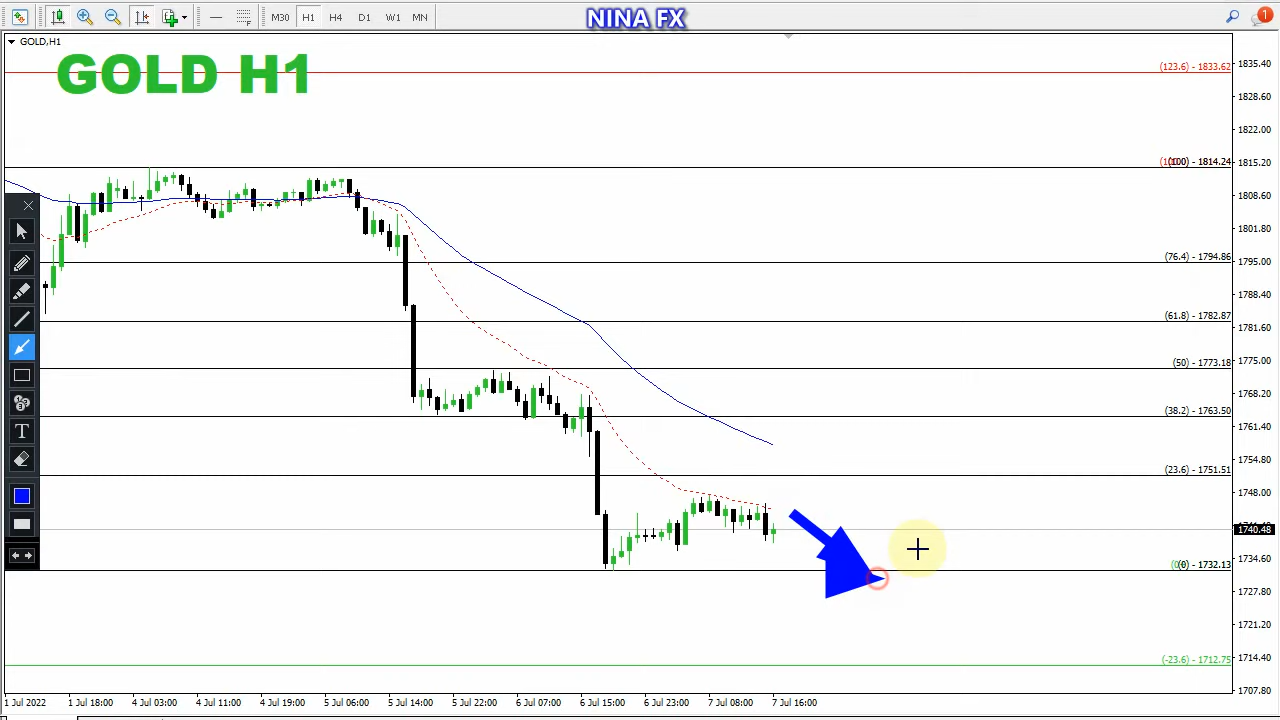 M30 H1 H4 D1 W1 MN
NINA FX
1
GOLD,H1
GOLD H1
(123.6) - 1833.62
(100) - 1814.24
(76.4) - 1794.86
(61.8) - 1782.87
(50) - 1773.18
(38.2) - 1763.50
(23.6) - 1751.51
(0) - 1732.13
(-23.6) - 1712.75
1835.40
1828.60
1822.00
1815.20
1808.60
1801.80
1795.00
1788.40
1781.60
1775.00
1768.20
1761.40
1754.80
1748.00
1740.48
1734.60
1727.80
1721.20
1714.40
1707.80
T
1 Jul 2022 1 Jul 18:00 4 Jul 03:00 4 Jul 11:00 4 Jul 19:00 5 Jul 06:00 5 Jul 14:00 5 Jul 22:00 6 Jul 07:00 6 Jul 15:00 6 Jul 23:00 7 Jul 08:00 7 Jul 16:00